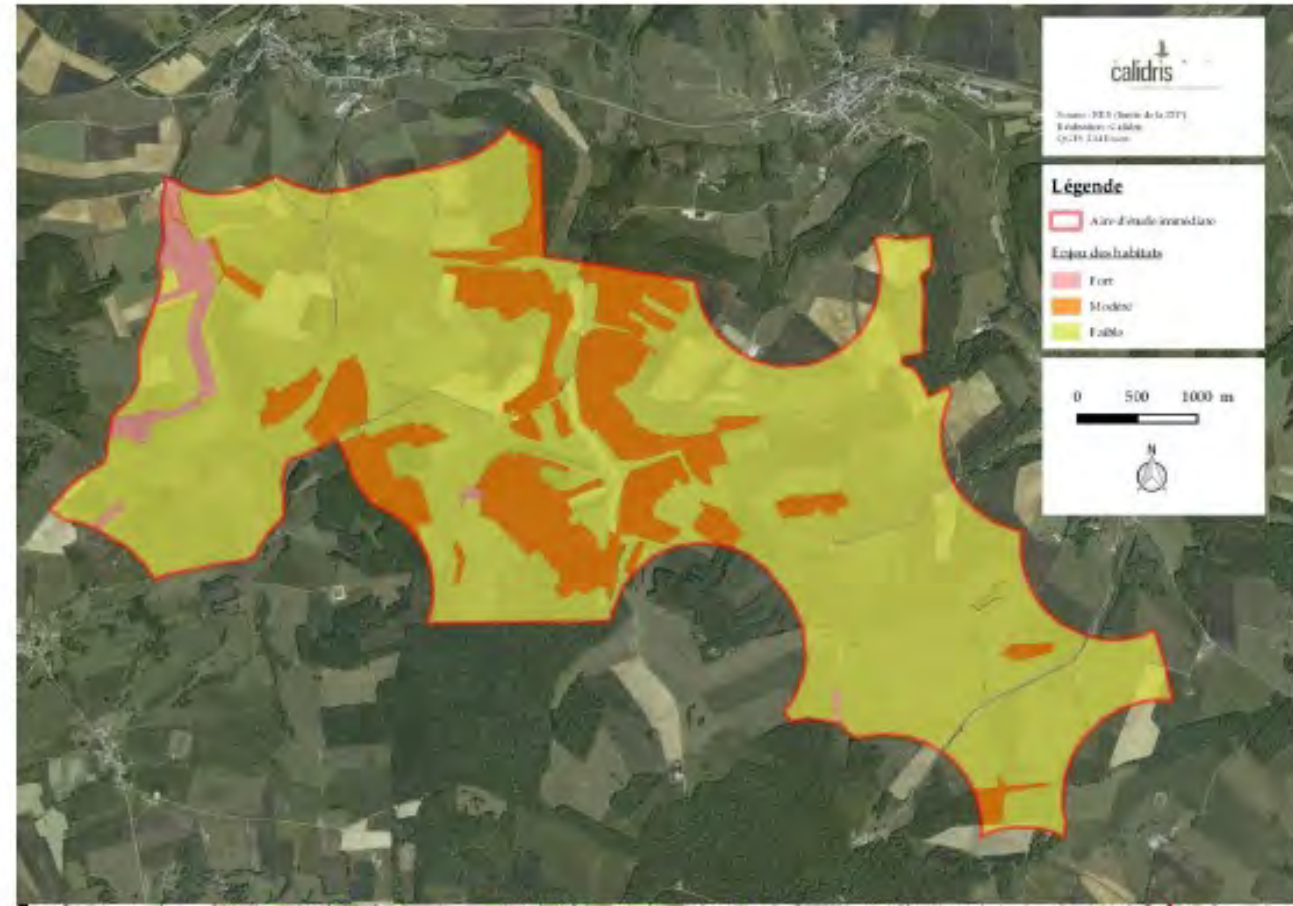 calidris
Légende
Aire d'étude immédiate
Enjeu des habitats
Fort
Modéré
Faible
0 500 1000 m
N